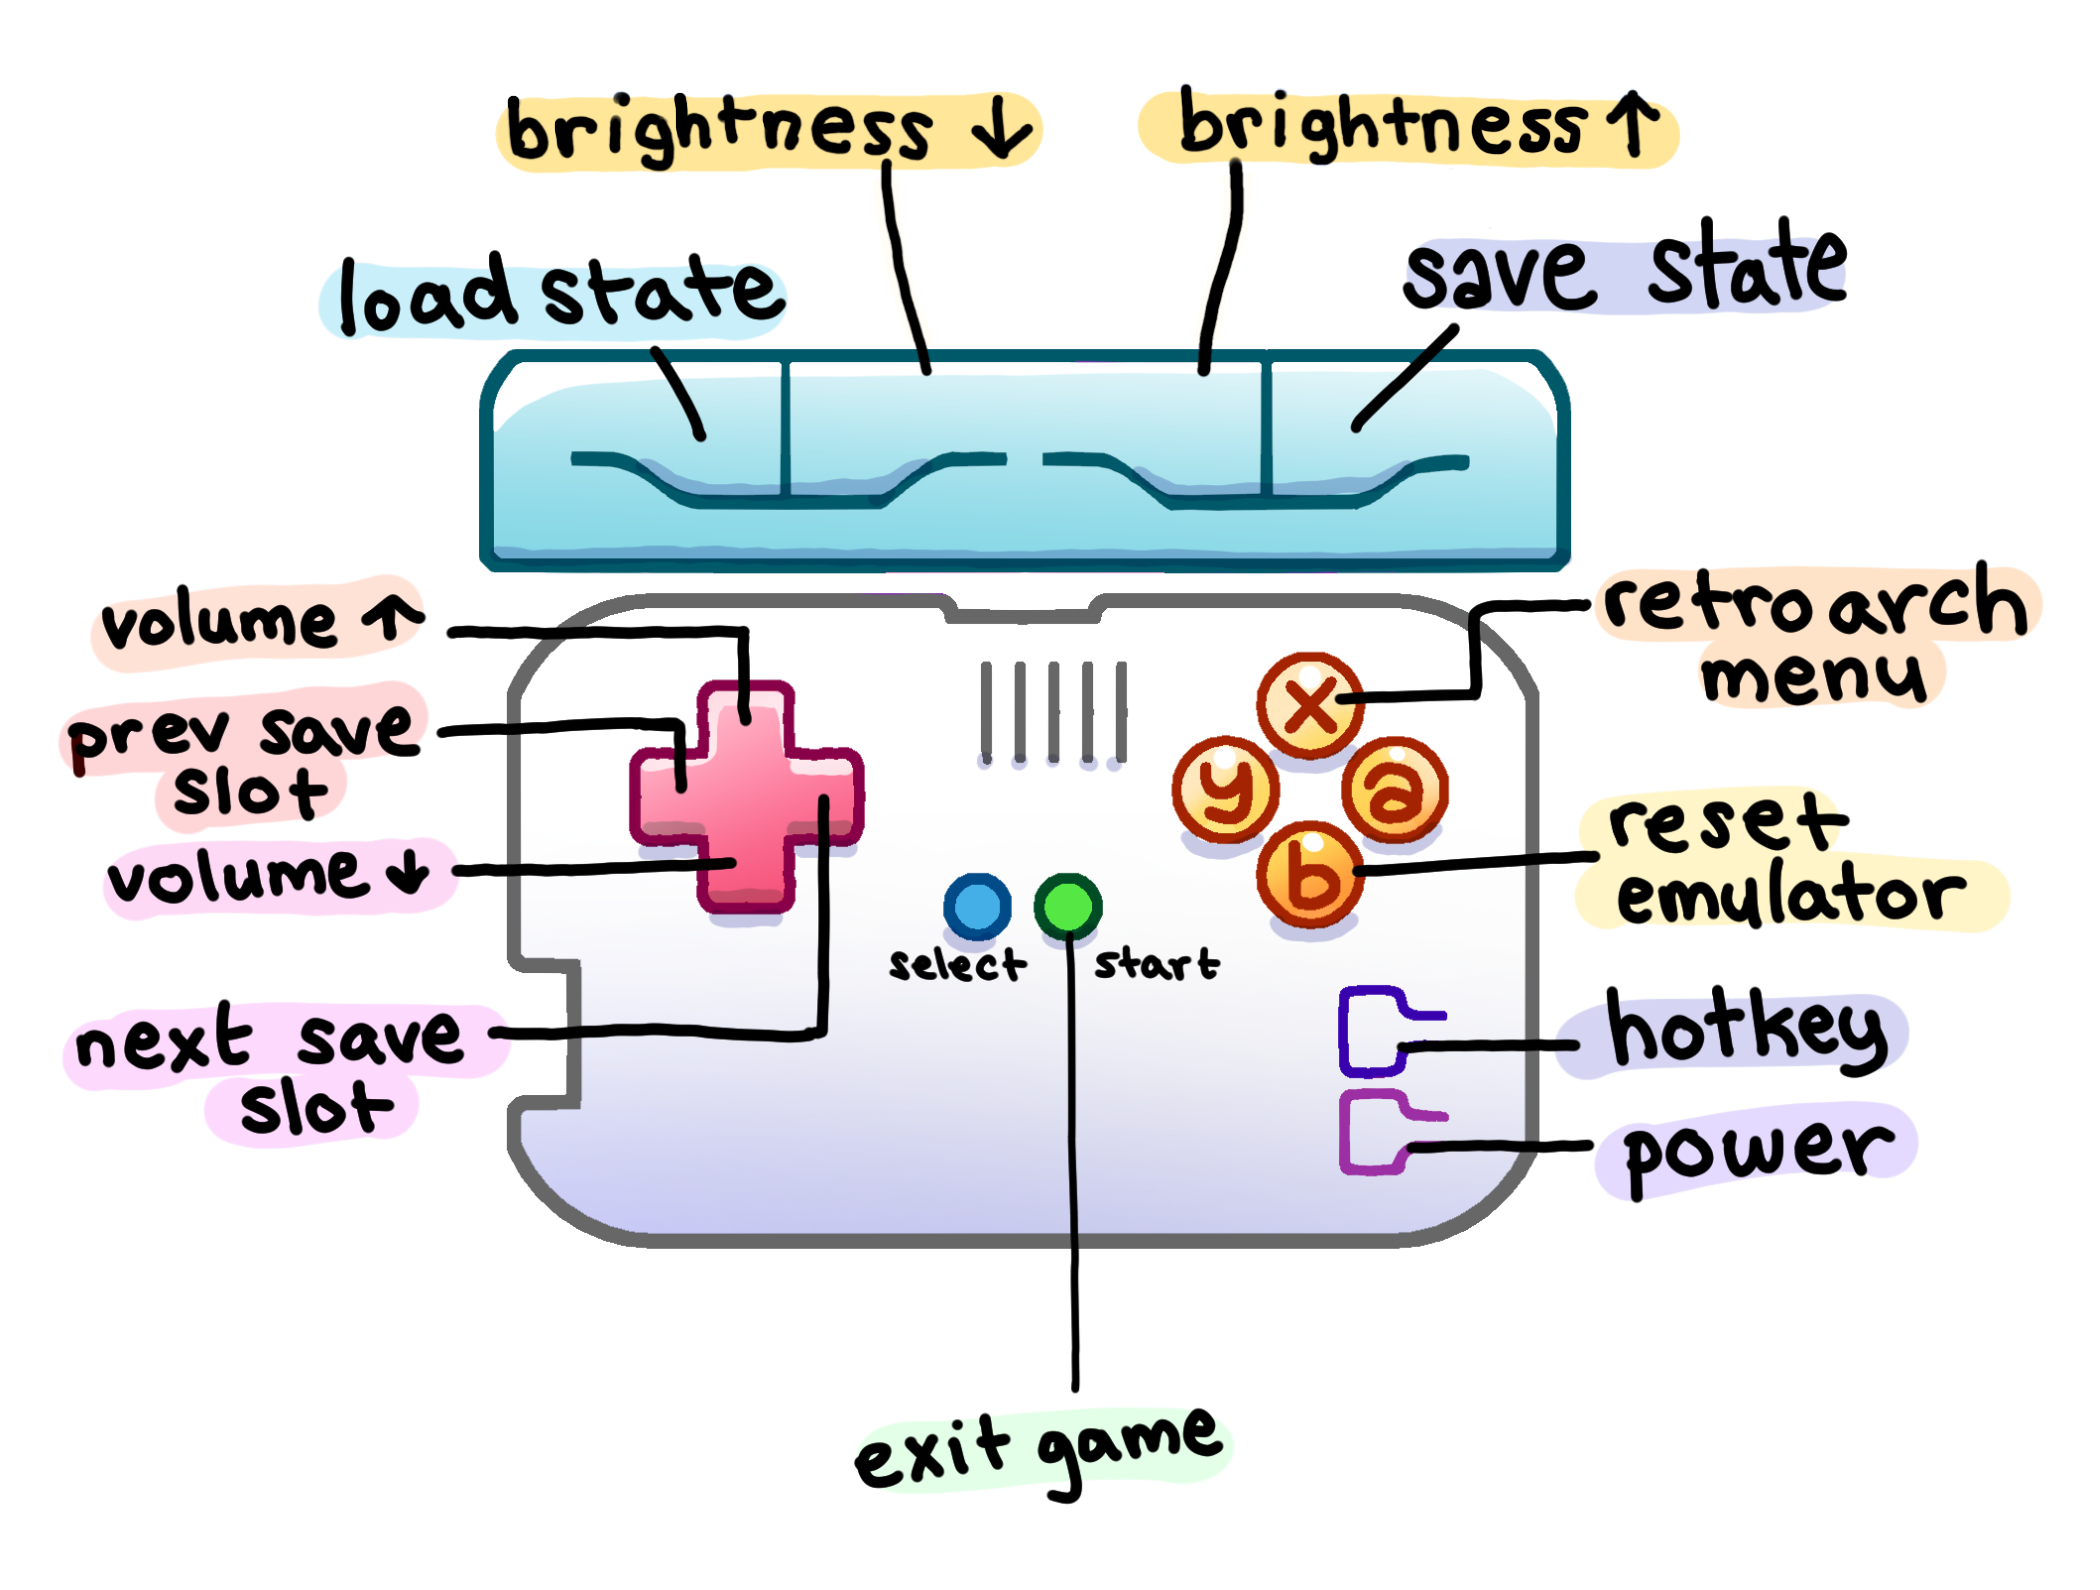 brightness ↓
brightness ↑
load state
save state
volume ↑
retroarch
menu
prev save
slot
x
y
a
b
volume ↓
reset
emulator
select
start
next save
slot
hotkey
power
exit game